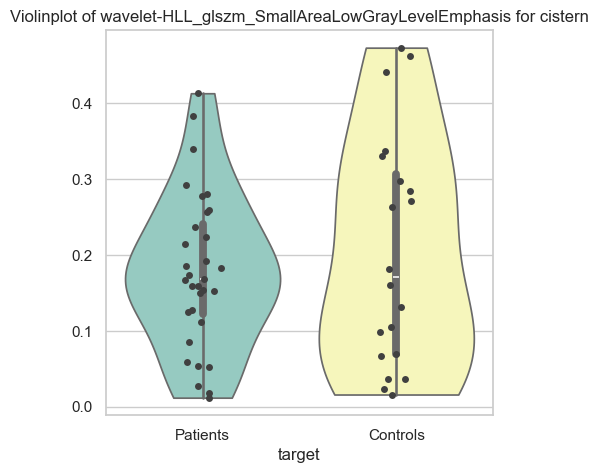 Violinplot of wavelet-HLL_glszm_SmallAreaLowGrayLevelEmphasis for cistern
0.4
0.3
0.2
0.1
0.0
Patients Controls
target